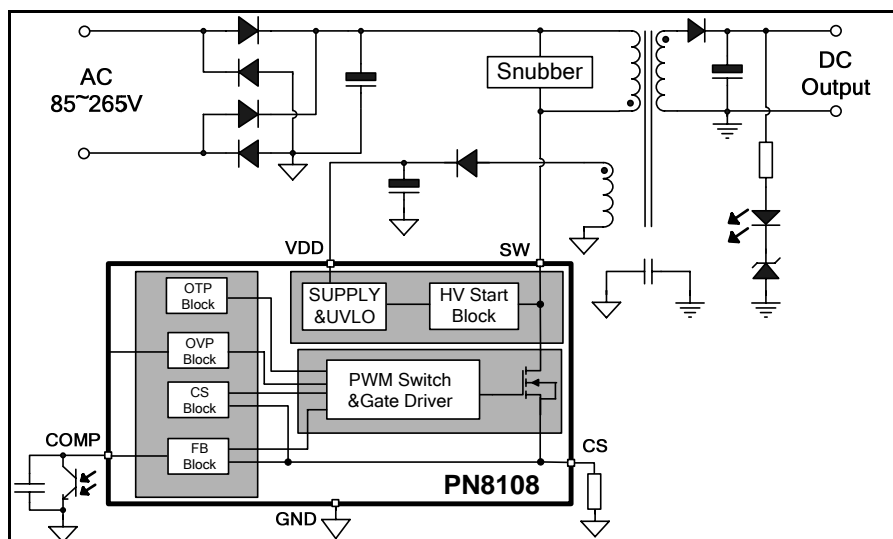 AC
85~265V
Snubber
DC
Output
VDD
SW
OTP
Block
SUPPLY
&UVLO
HV Start
Block
OVP
Block
PWM Switch
&Gate Driver
CS
Block
COMP
FB
Block
CS
PN8108
GND